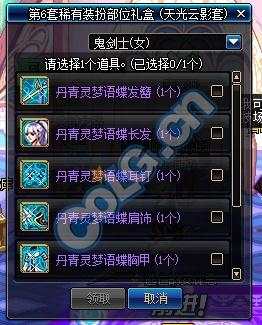 第6套稀有装扮部位礼盒 (天光云影套)
鬼剑士(女)
请选择1个道具。(已选择0/1个)
丹青灵梦语蝶发簪 (1个)
丹青灵梦语蝶长发 (1个)
丹青灵梦语蝶耳钉 (1个)
丹青灵梦语蝶肩饰 (1个)
丹青灵梦语蝶胸甲 (1个)
领取
取消
COLG.cn